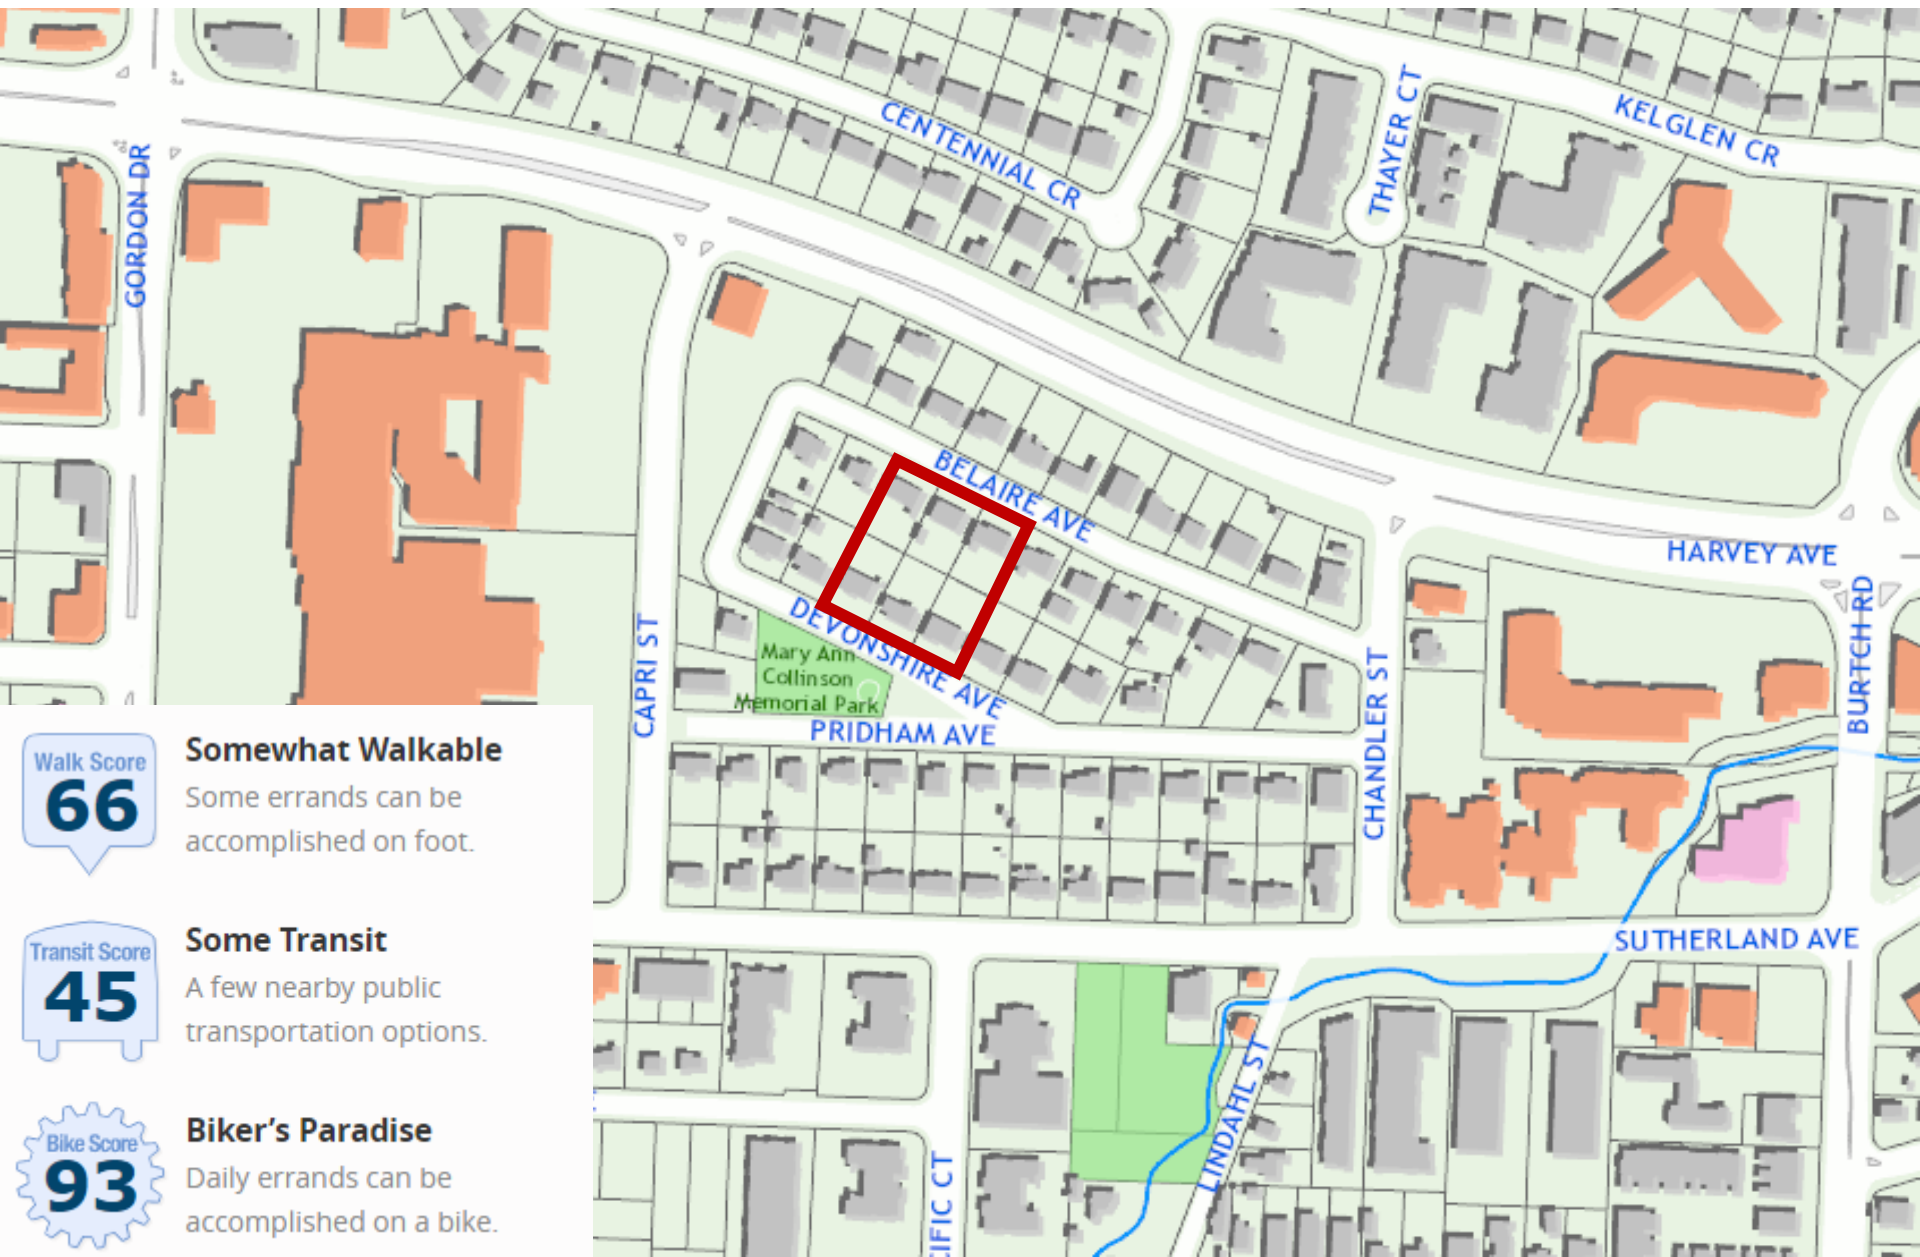 CENTENNIAL CR
THAYER CT
KELGLEN CR
GORDON DR
BELAIRE AVE
HARVEY AVE
BURTCH RD
DEVONSHIRE AVE
CAPRI ST
Mary Ann
Collinson
Memorial Park
PRIDHAM AVE
CHANDLER ST
SUTHERLAND AVE
LINDAHL ST
IFIC CT
Walk Score
66
Somewhat Walkable
Some errands can be
accomplished on foot.
Transit Score
45
Some Transit
A few nearby public
transportation options.
Bike Score
93
Biker's Paradise
Daily errands can be
accomplished on a bike.